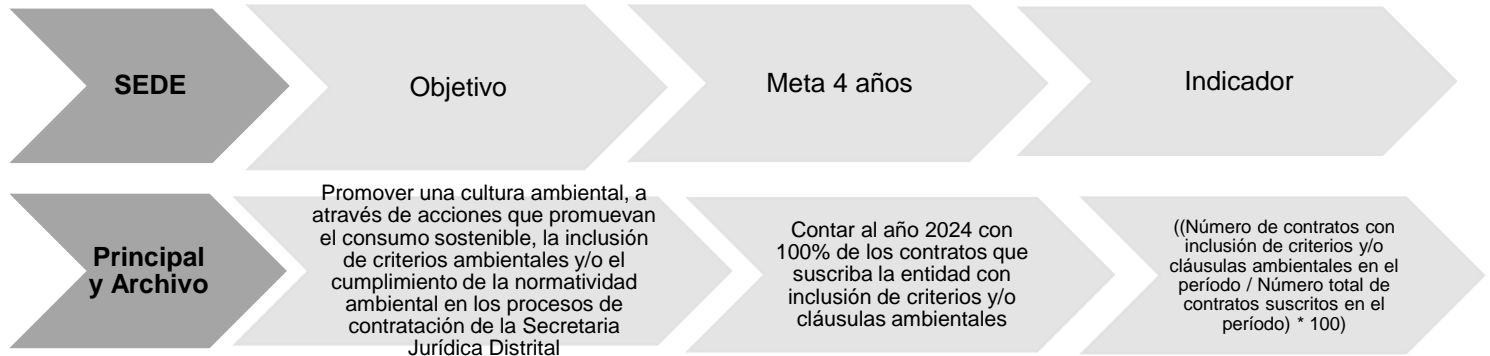 SEDE
Objetivo
Meta 4 años
Indicador
Principal
y Archivo
Promover una cultura ambiental, a
través de acciones que promuevan
el consumo sostenible, la inclusión
de criterios ambientales y/o el
cumplimiento de la normatividad
ambiental en los procesos de
contratación de la Secretaria
Jurídica Distrital
Contar al año 2024 con
100% de los contratos que
suscriba la entidad con
inclusión de criterios y/o
cláusulas ambientales
((Número de contratos con
inclusión de criterios y/o
cláusulas ambientales en el
período / Número total de
contratos suscritos en el
período) * 100)